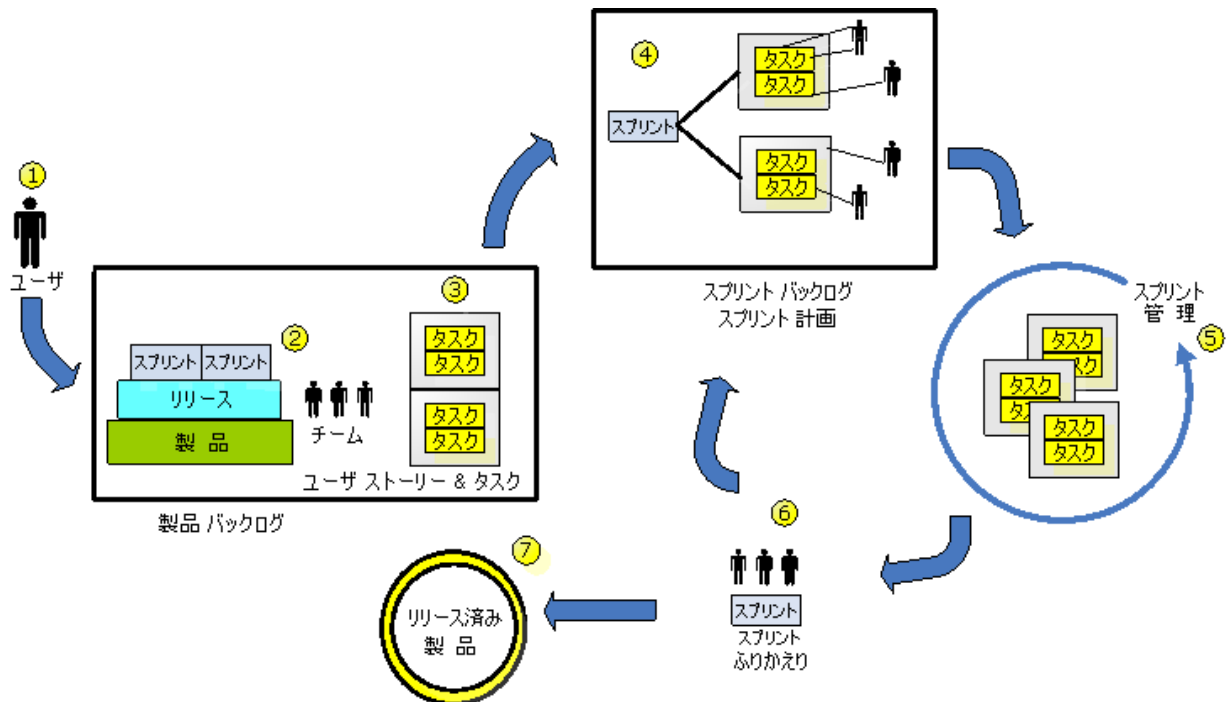 ①
ユーザ
②
スプリント スプリント
リリース
製 品
チーム
③
タスク
タスク
タスク
タスク
ユーザ ストーリー & タスク
製品 バックログ
④
スプリント
タスク
タスク
タスク
タスク
スプリント バックログ
スプリント 計画
スプリント
管 理
⑤
タスク
タスク
タスク
タスク
タスク
タスク
⑥
スプリント
スプリント
ふりかえり
⑦
リリース済み
製 品